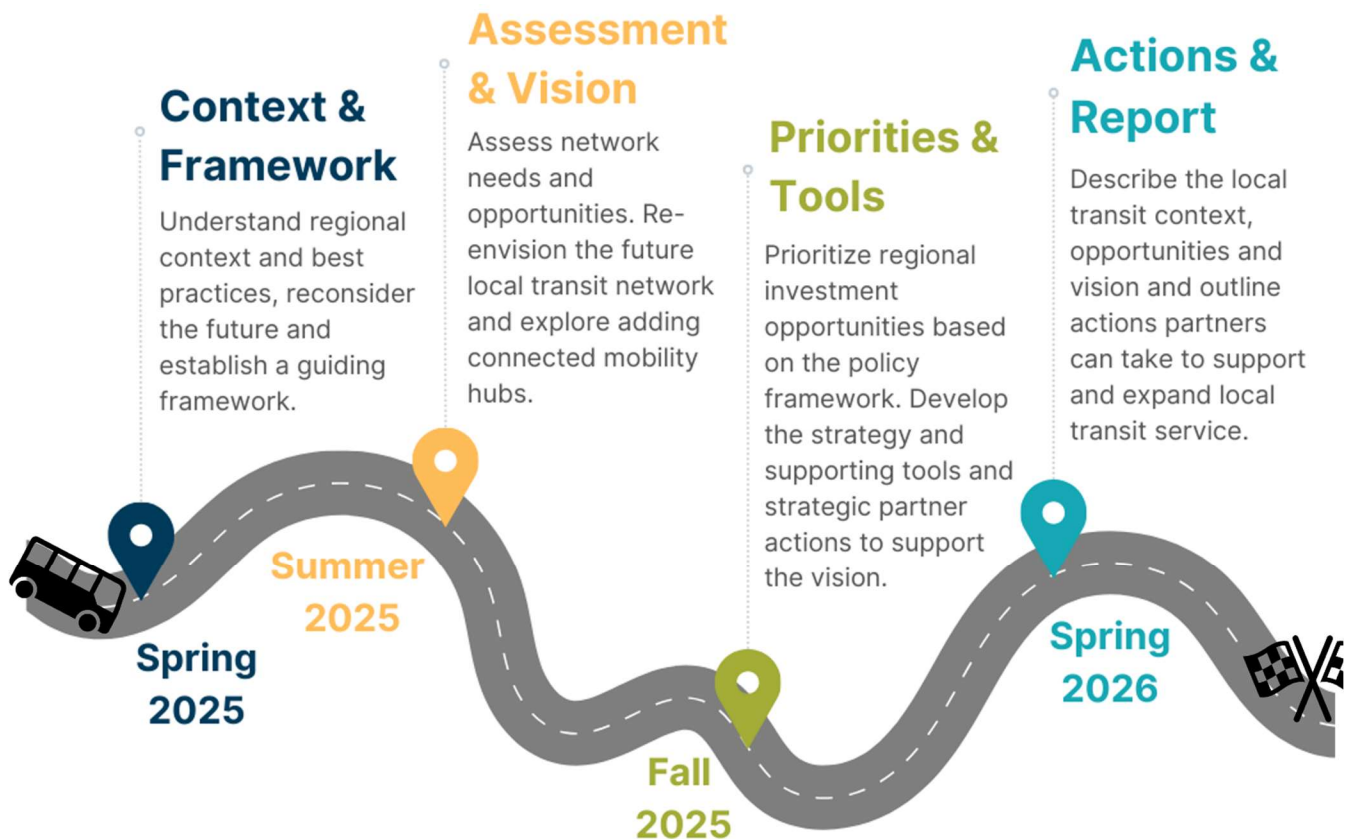 Context &
Framework
Understand regional
context and best
practices, reconsider
the future and
establish a guiding
framework.
Spring
2025
Assessment
& Vision
Assess network
needs and
opportunities. Re-
envision the future
local transit network
and explore adding
connected mobility
hubs.
Summer
2025
Priorities &
Tools
Prioritize regional
investment
opportunities based
on the policy
framework. Develop
the strategy and
supporting tools and
strategic partner
actions to support
the vision.
Fall
2025
Actions &
Report
Describe the local
transit context,
opportunities and
vision and outline
actions partners
can take to support
and expand local
transit service.
Spring
2026